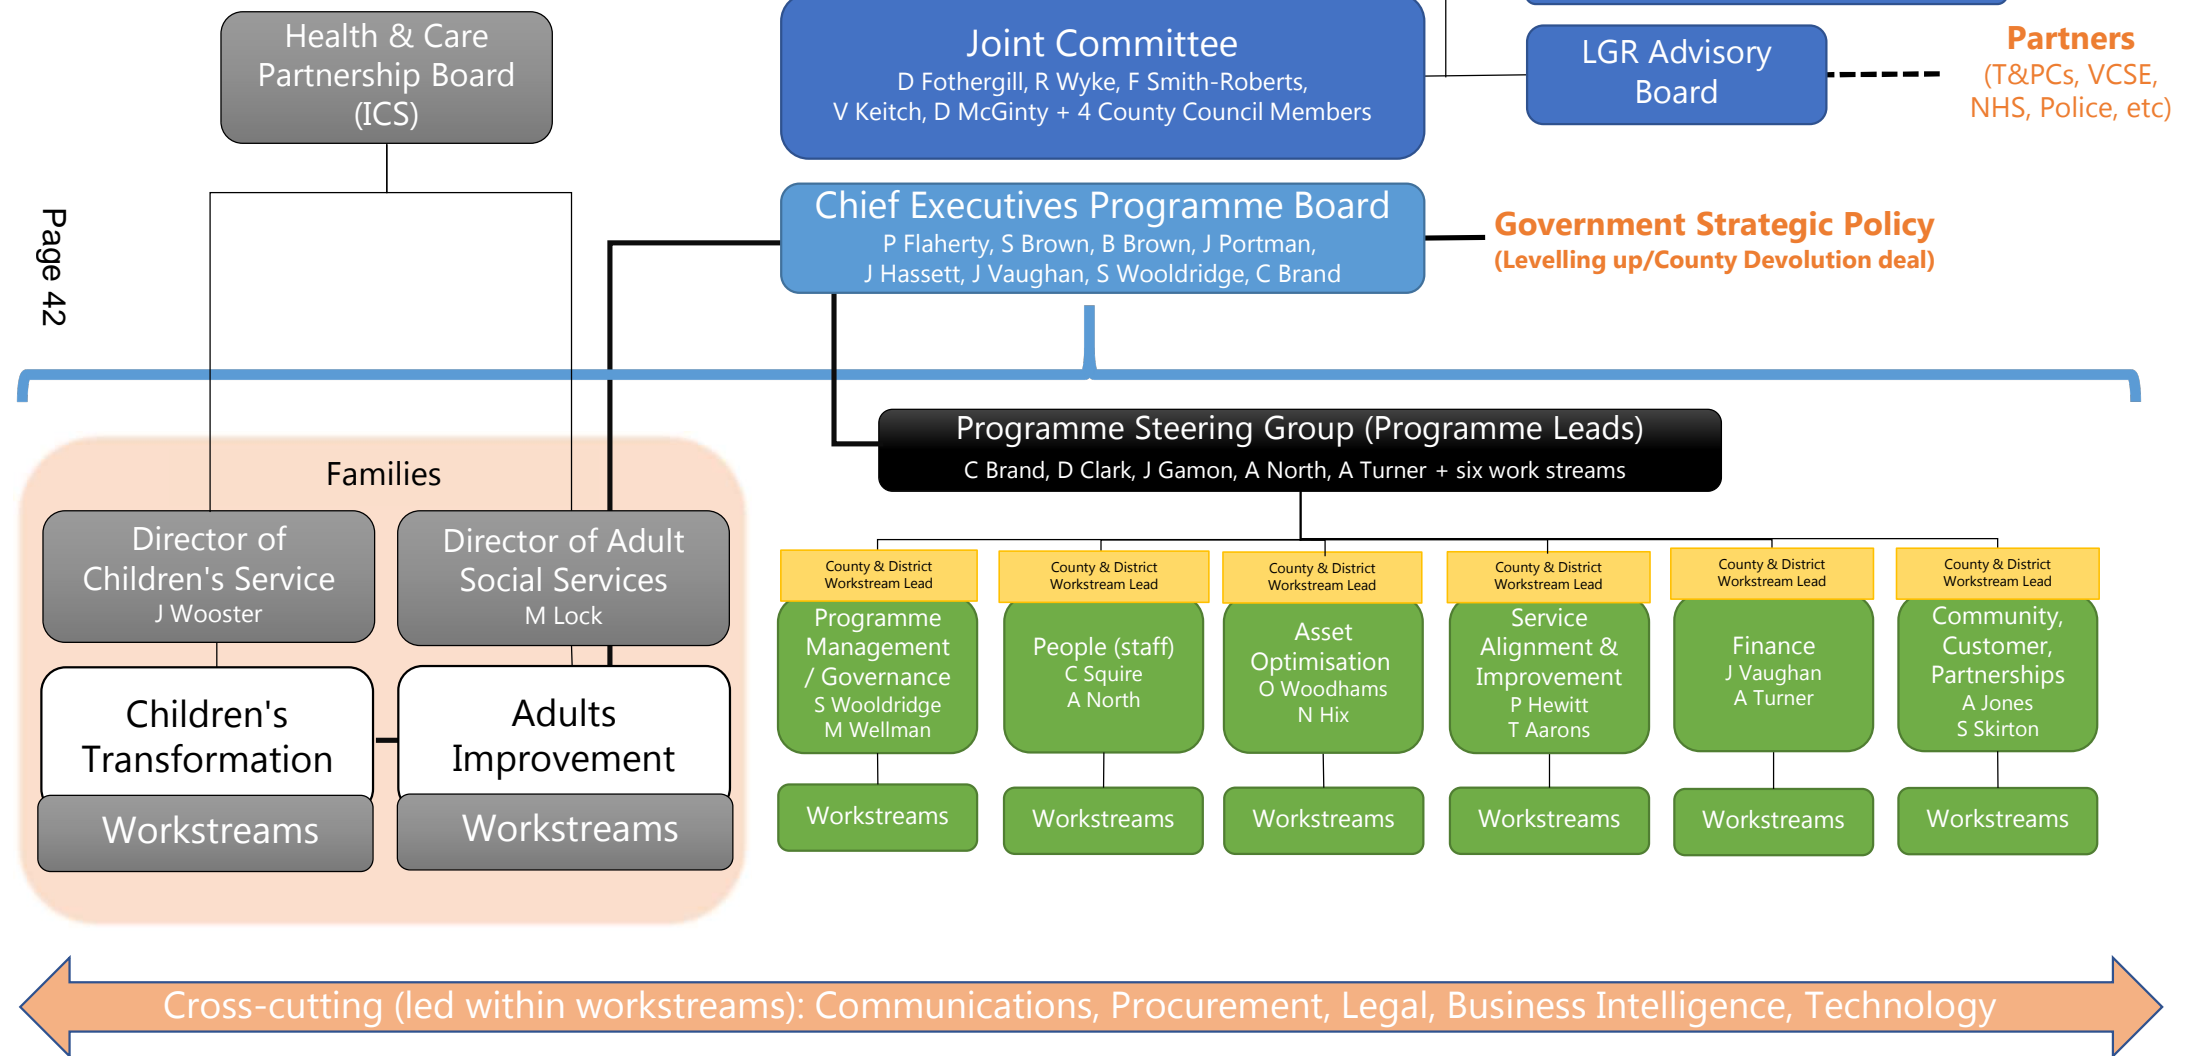 Health & Care
Partnership Board
(ICS)
Joint Committee
D Fothergill, R Wyke, F Smith-Roberts,
V Keitch, D McGinty + 4 County Council Members
LGR Advisory
Board
Partners
(T&PCs, VCSE,
NHS, Police, etc)
Page 42
Chief Executives Programme Board
P Flaherty, S Brown, B Brown, J Portman,
J Hassett, J Vaughan, S Wooldridge, C Brand
Government Strategic Policy
(Levelling up/County Devolution deal)
Programme Steering Group (Programme Leads)
C Brand, D Clark, J Gamon, A North, A Turner + six work streams
Families
Director of
Children's Service
J Wooster
Director of Adult
Social Services
M Lock
Children's
Transformation
Adults
Improvement
Workstreams
Workstreams
County & District
Workstream Lead
Programme
Management
/ Governance
S Wooldridge
M Wellman
Workstreams
County & District
Workstream Lead
People (staff)
C Squire
A North
Workstreams
County & District
Workstream Lead
Asset
Optimisation
O Woodhams
N Hix
Workstreams
County & District
Workstream Lead
Service
Alignment &
Improvement
P Hewitt
T Aarons
Workstreams
County & District
Workstream Lead
Finance
J Vaughan
A Turner
Workstreams
County & District
Workstream Lead
Community,
Customer,
Partnerships
A Jones
S Skirton
Workstreams
Cross-cutting (led within workstreams): Communications, Procurement, Legal, Business Intelligence, Technology